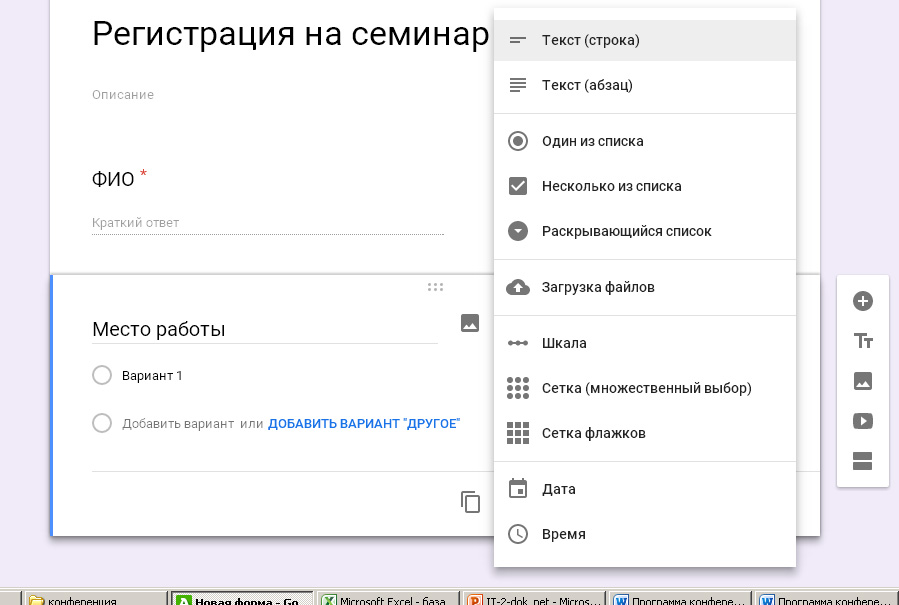 Регистрация на семинар
Описание
ФИО *
Краткий ответ
Место работы
Вариант 1
Добавить вариант или ДОБАВИТЬ ВАРИАНТ "ДРУГОЕ"
Текст (строка)
Текст (абзац)
Один из списка
Несколько из списка
Раскрывающийся список
Загрузка файлов
Шкала
Сетка (множественный выбор)
Сетка флажков
Дата
Время
Tт
конференция
Новая форма - Go...
Microsoft Excel - база...
IT-2-dok_net - Micros...
Программа конфере...
Программа конфере...